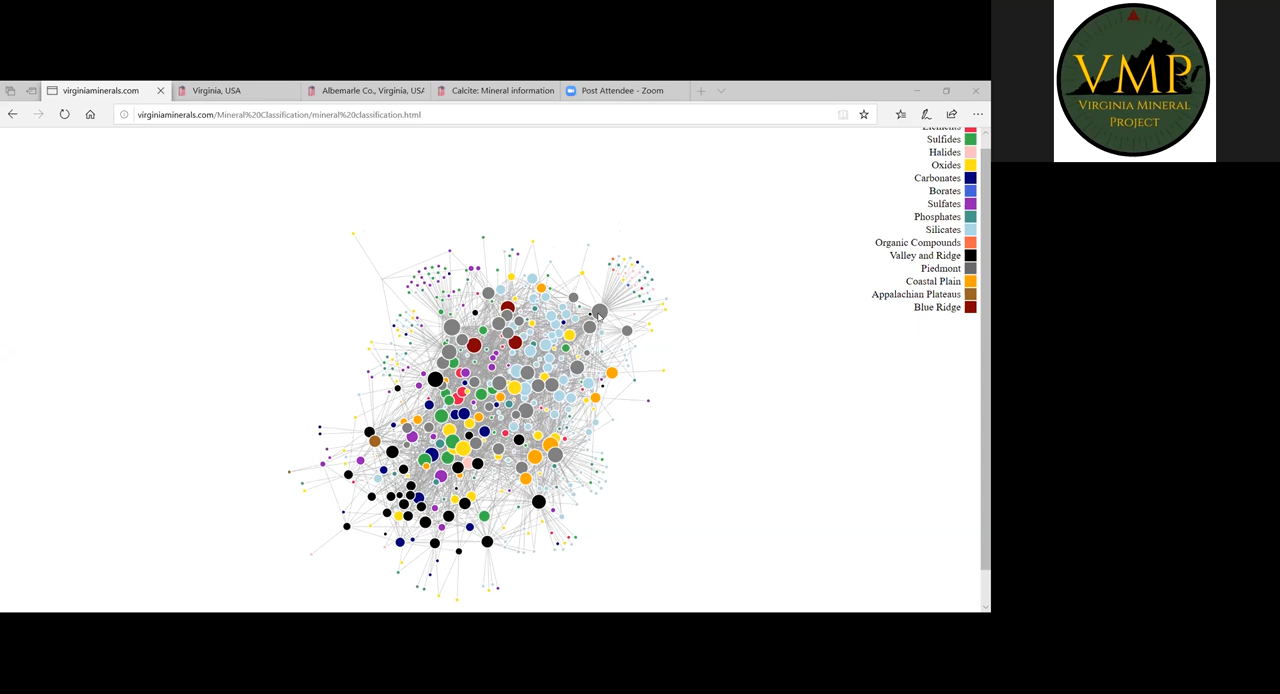 virginiaminerals.com
Virginia, USA
Albemarle Co., Virginia, USA
Calcite: Mineral information
Post Attendee - Zoom
virginiaminerals.com/Mineral%20Classification/mineral%20classification.html
Elements
Sulfides
Halides
Oxides
Carbonates
Borates
Sulfates
Phosphates
Silicates
Organic Compounds
Valley and Ridge
Piedmont
Coastal Plain
Appalachian Plateaus
Blue Ridge
VMP
VIRGINIA MINERAL
PROJECT